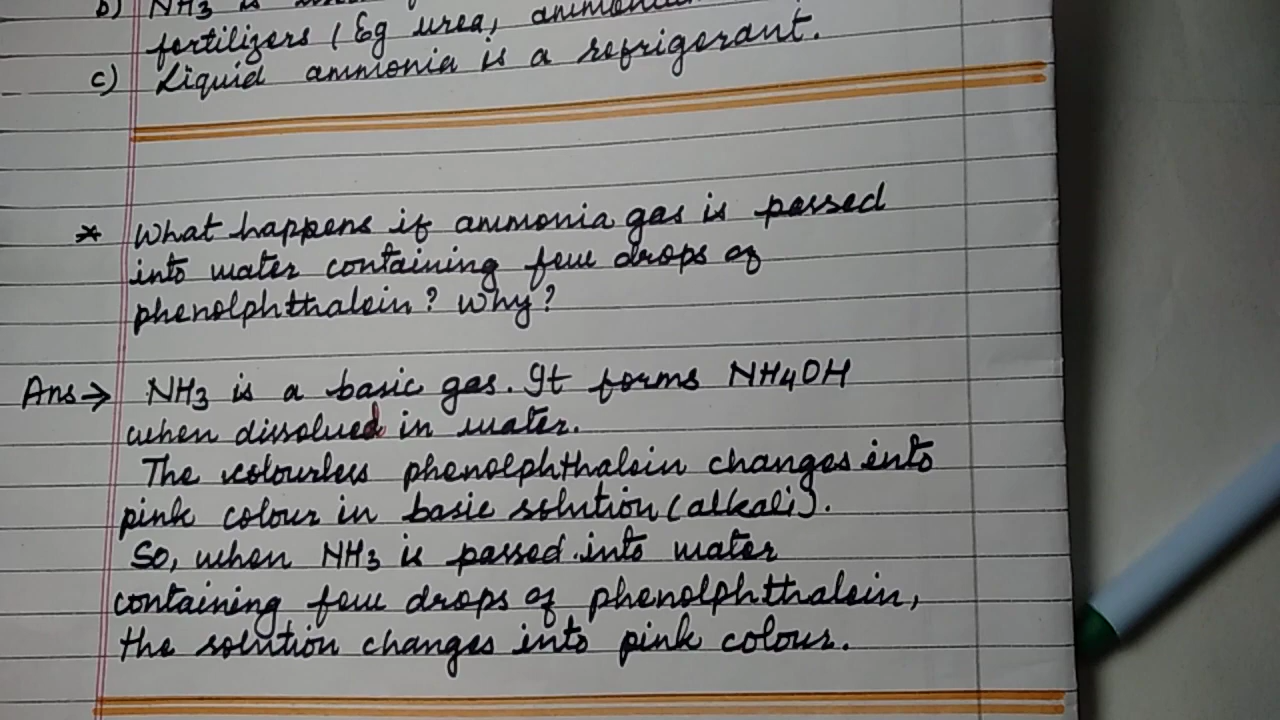 b) NH3 is
fertilizers (Eg urea,
c) Liquid ammonia is a refrigerant.
* What happens if ammonia gas is passed
into water containing few drops of
phenolphthalein? Why?
Ans → NH3 is a basic gas. It forms NH4OH
when dissolved in water.
The colourless phenolphthalein changes into
pink colour in basic solution (alkali).
So, when NH3 is passed into water
containing few drops of phenolphthalein,
the solution changes into pink colour.